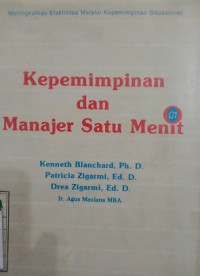 Meningkatkan Efektifitas Melalui Kepemimpinan Situasional
Kepemimpinan
dan
Manajer Satu Menit
Kenneth Blanchard, Ph. D.
Patricia Zigarmi, Ed. D.
Drea Zigarmi, Ed. D.
Ir. Agus Maulana MBA